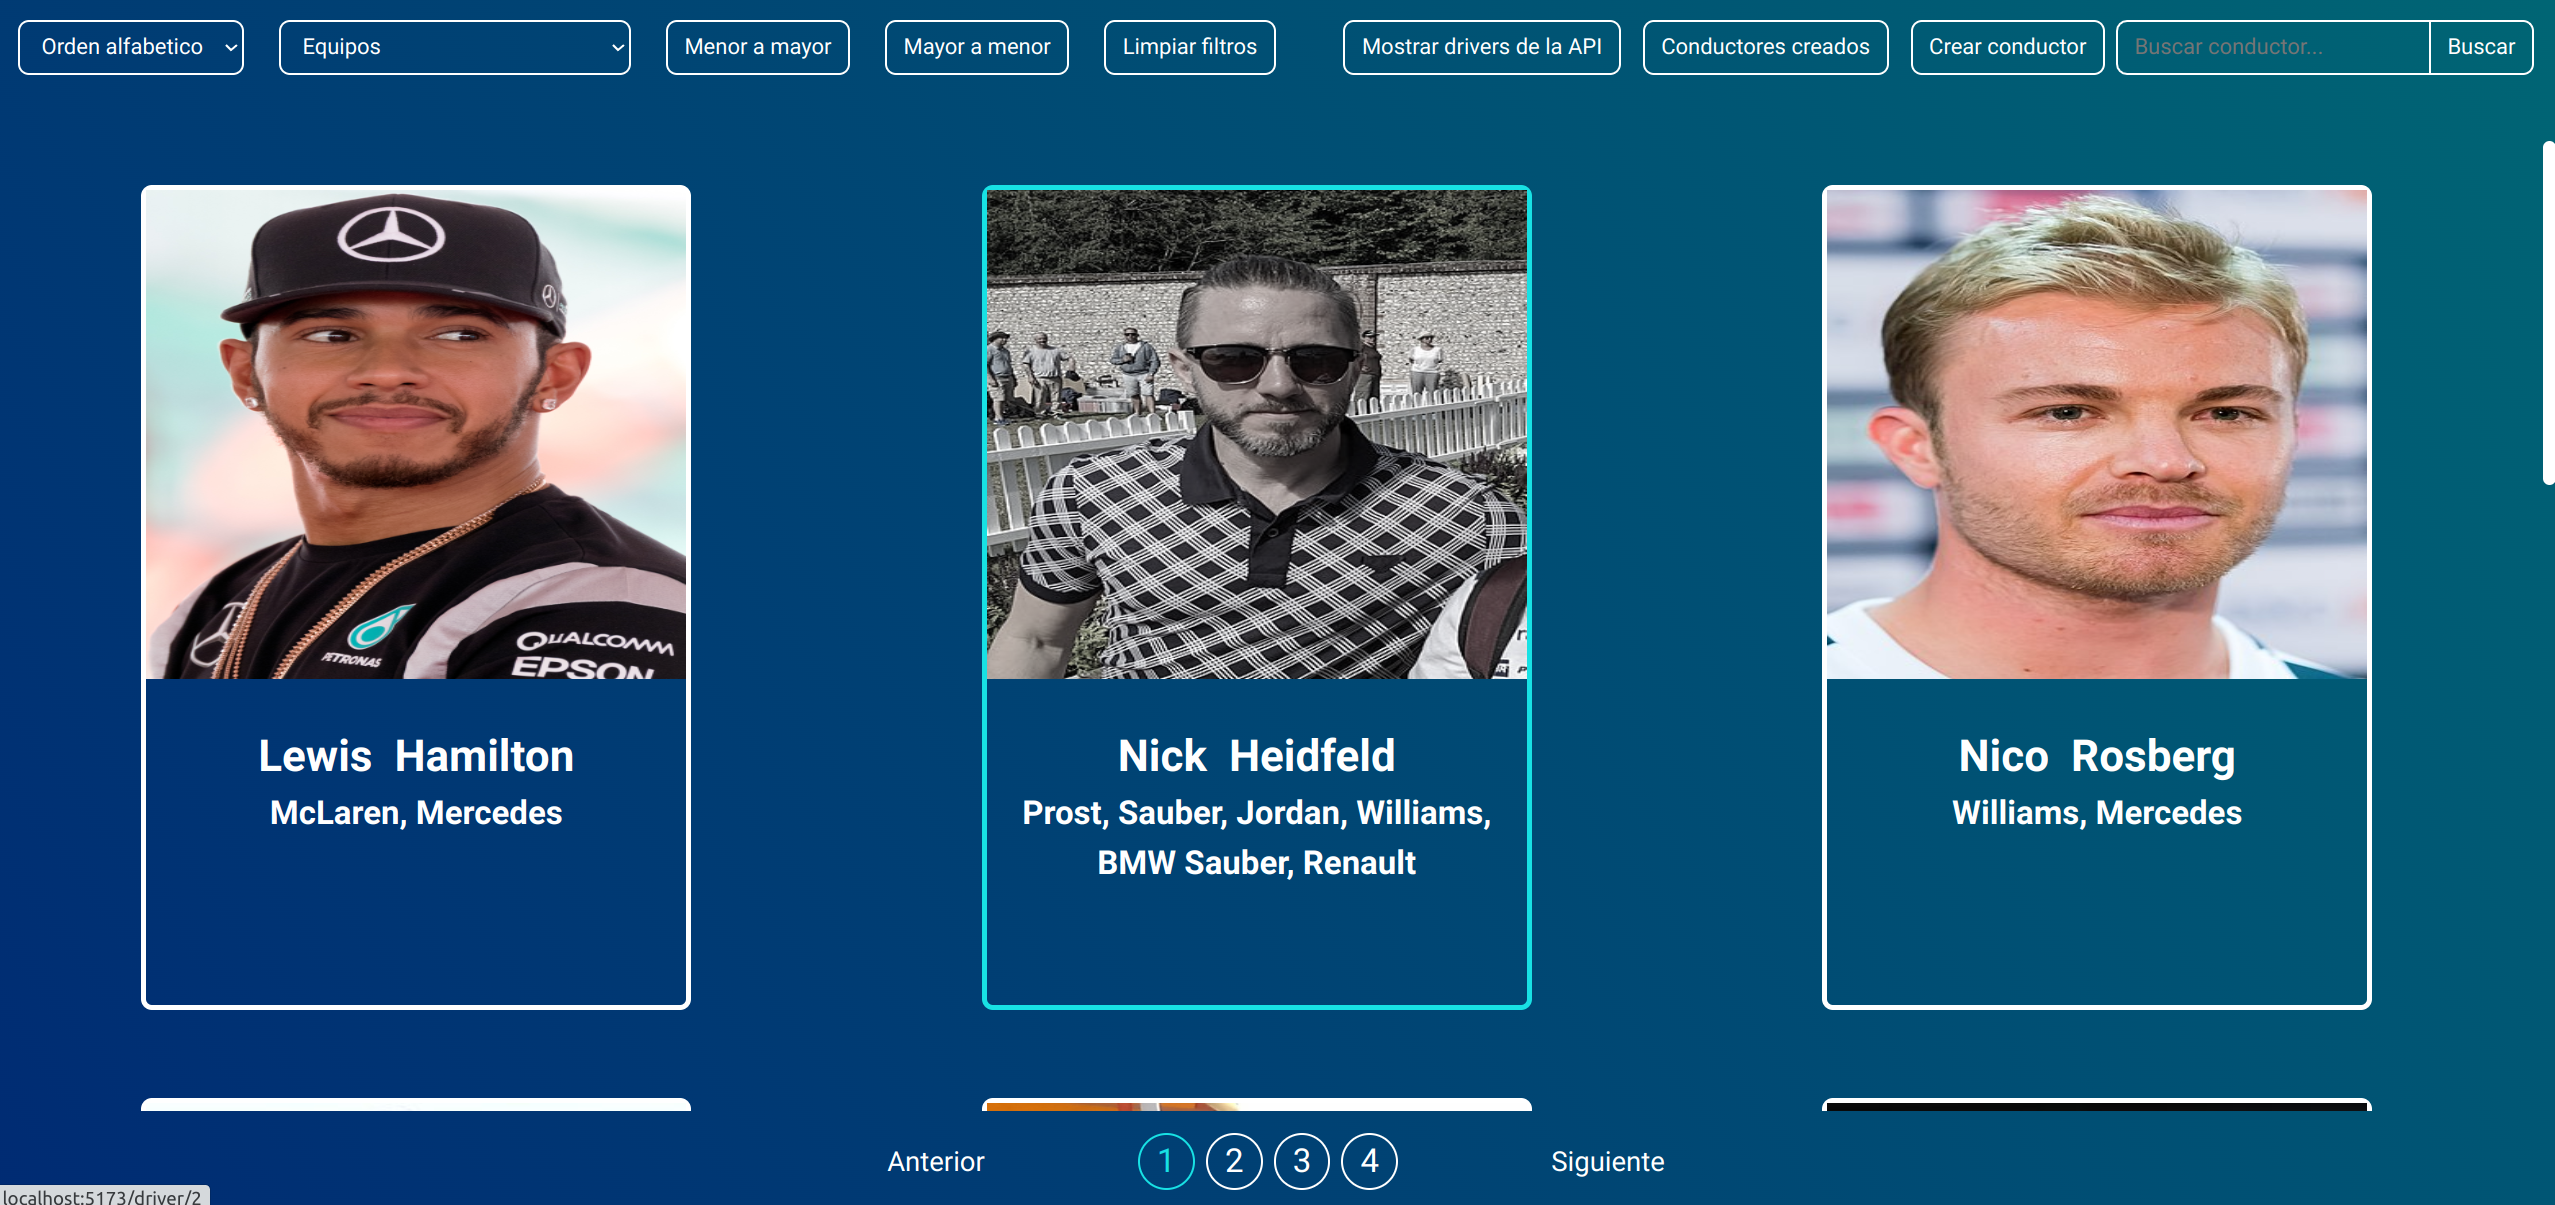 Orden alfabetico Equipos Menor a mayor Mayor a menor Limpiar filtros Mostrar drivers de la API Conductores creados Crear conductor Buscar conductor... Buscar
PETRONAS
QUALCOMM
EPSON
Lewis Hamilton
McLaren, Mercedes
Nick Heidfeld
Prost, Sauber, Jordan, Williams,
BMW Sauber, Renault
Nico Rosberg
Williams, Mercedes
Anterior 1 2 3 4 Siguiente
localhost:5173/driver/2